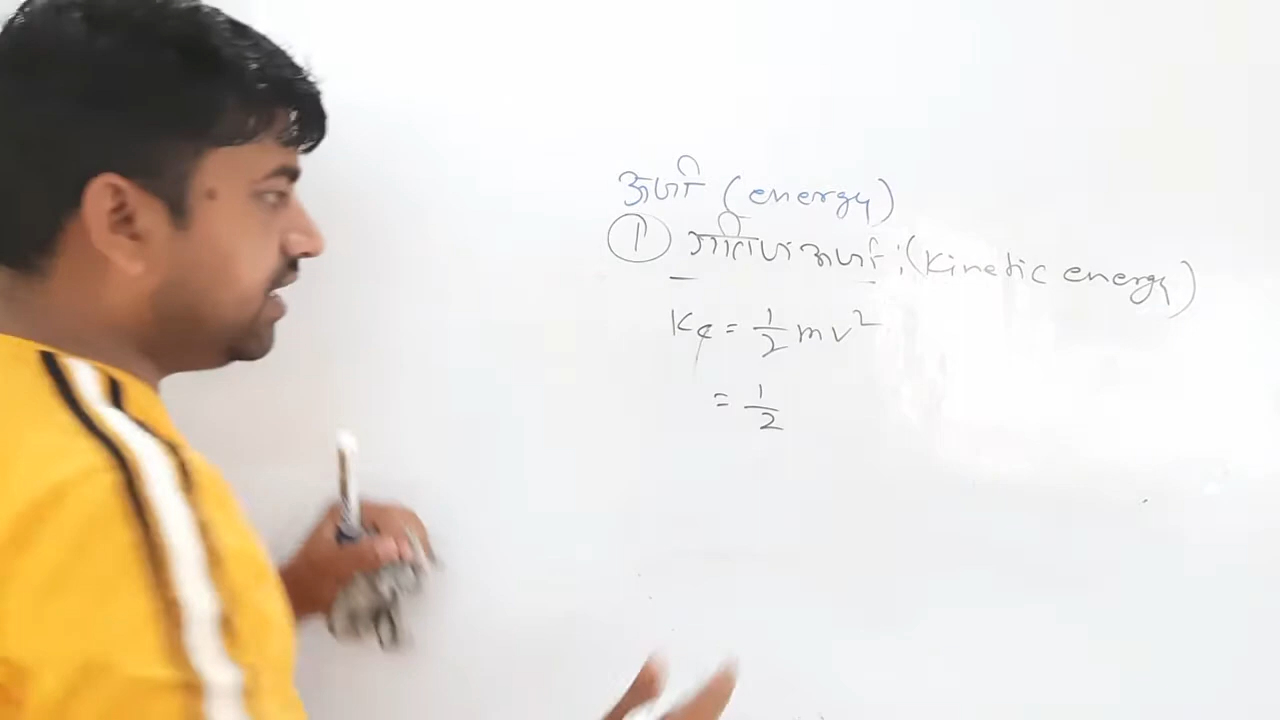 ऊर्जा (energy)
① गतिज ऊर्जा :(Kinetic energy)
Ke = 1/2 mv²
= 1/2